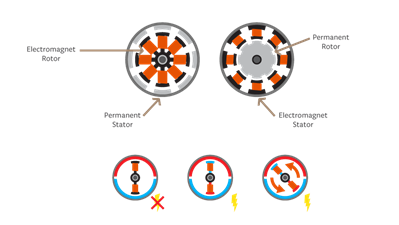 Electromagnet
Rotor
Permanent
Rotor
Permanent
Stator
Electromagnet
Stator